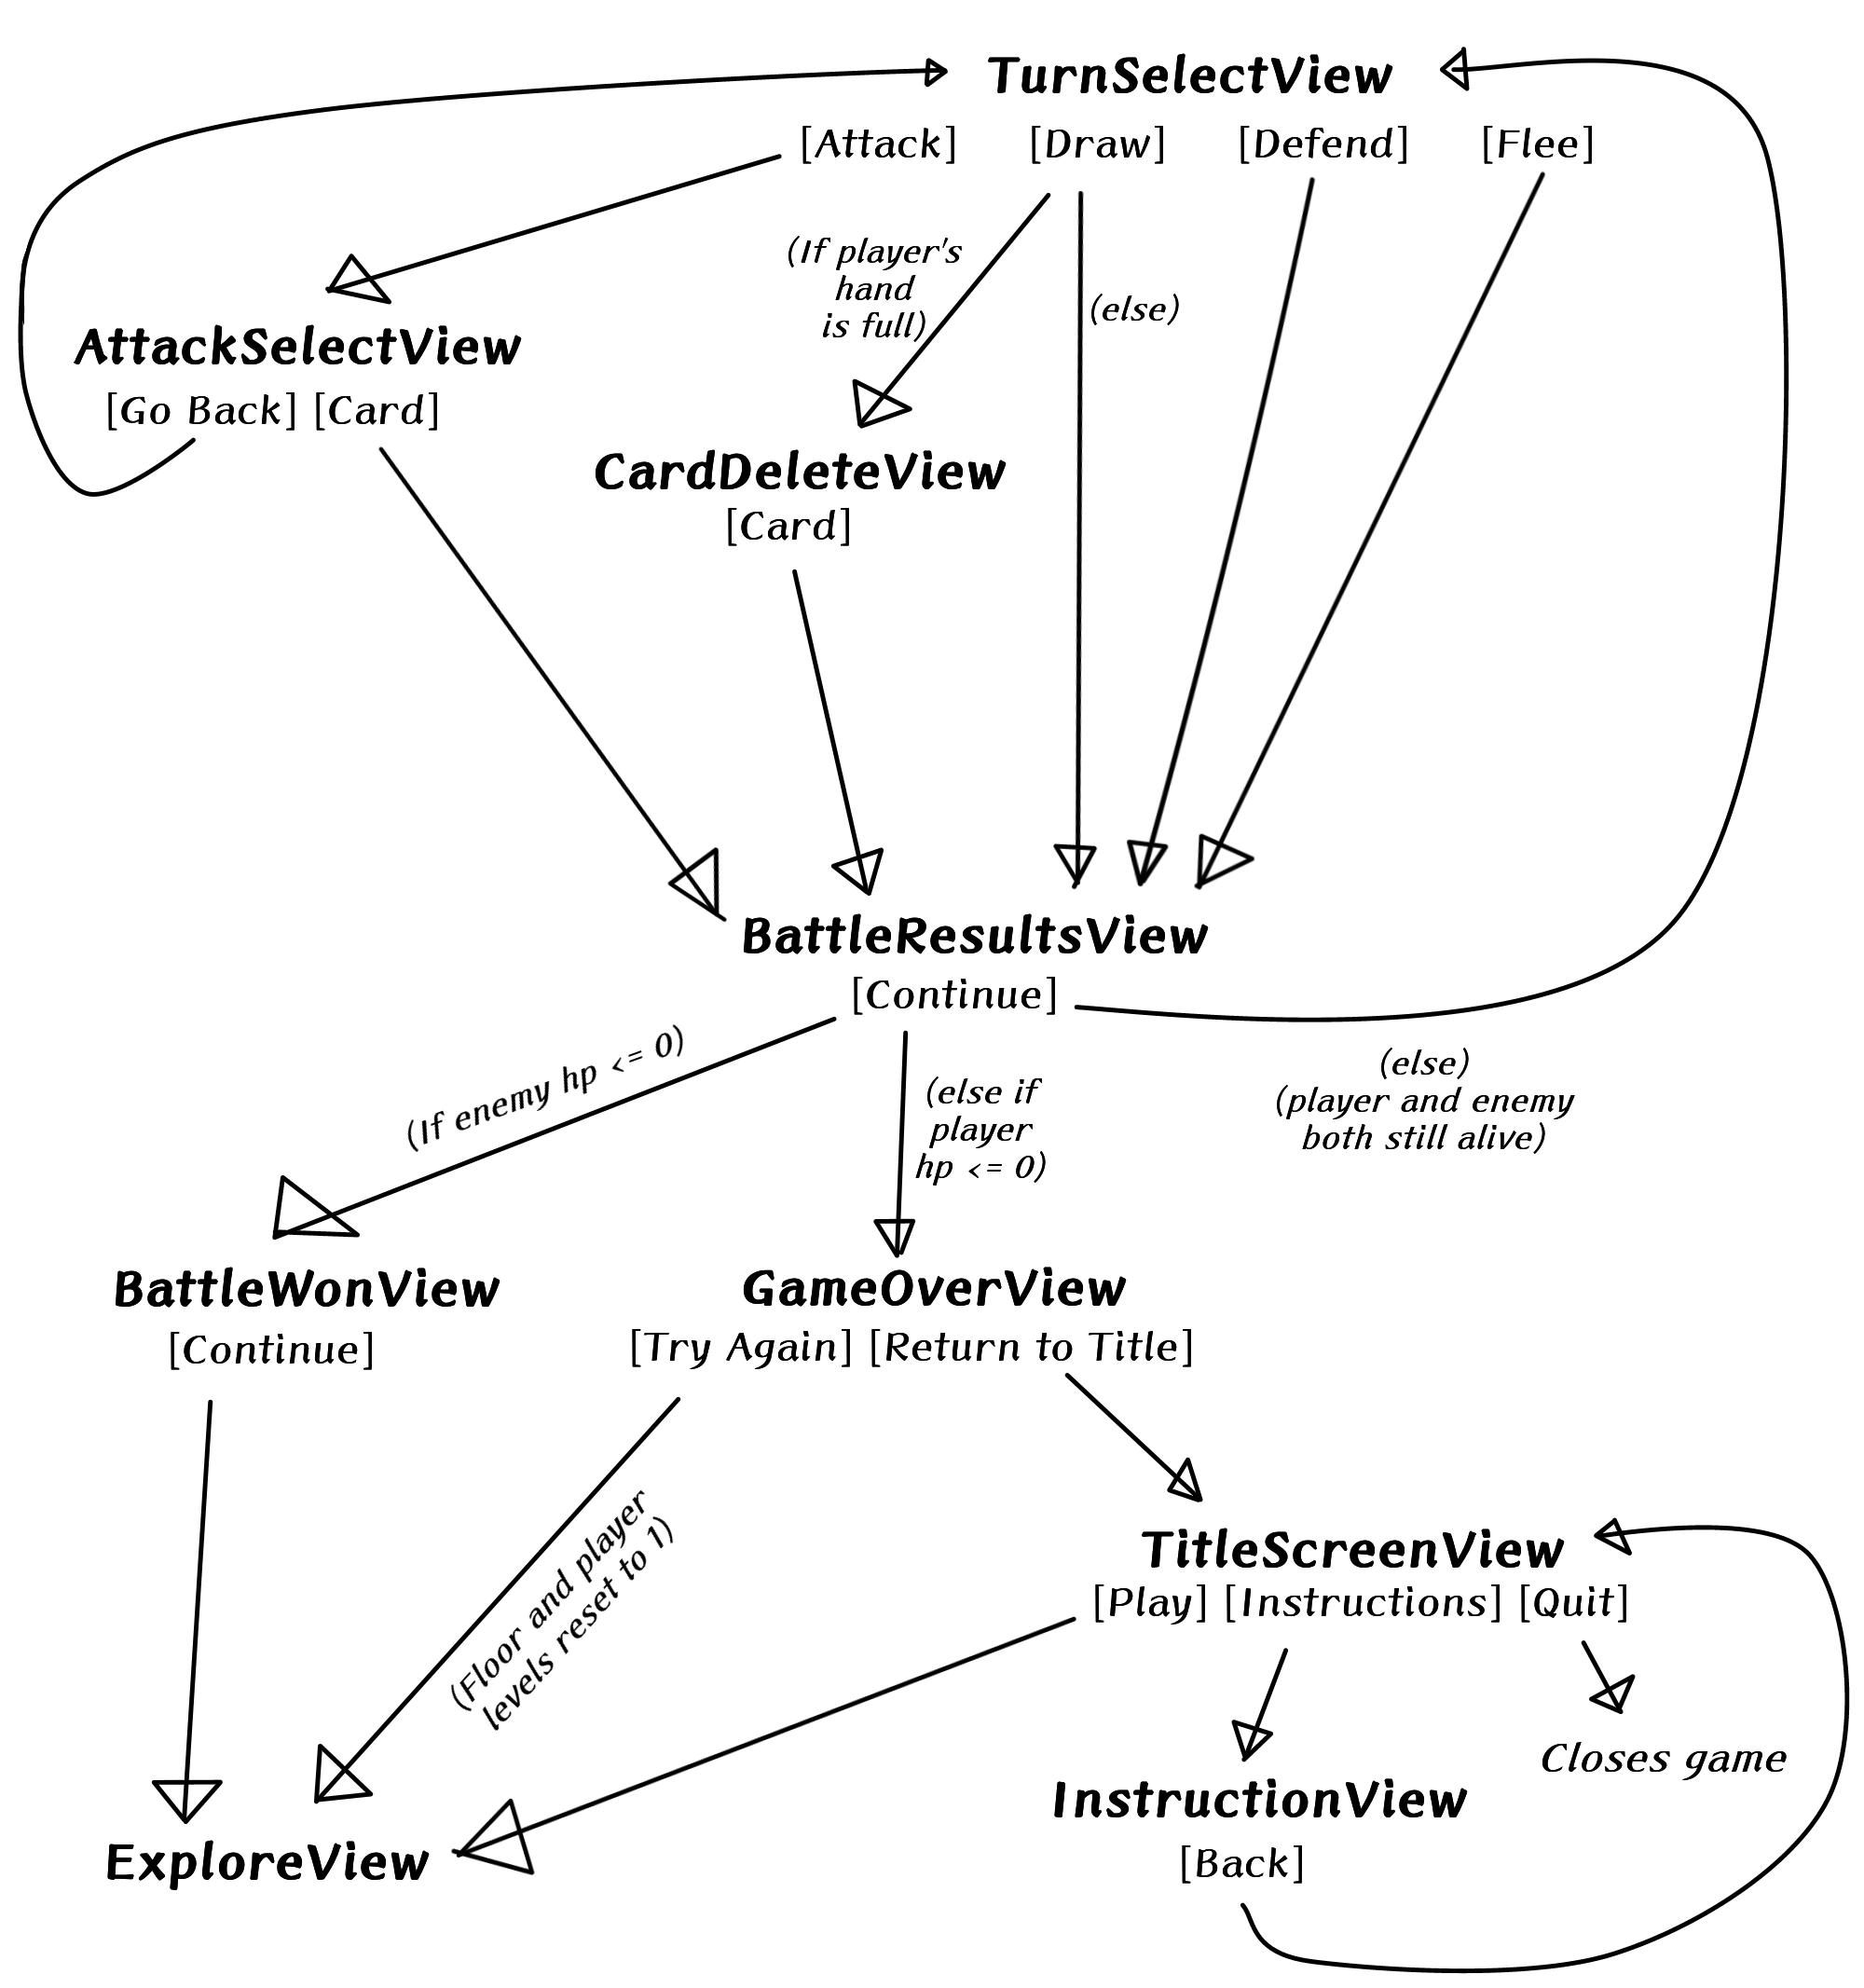 TurnSelectView
[Attack] [Draw] [Defend] [Flee]
(If player's
hand
is full)
(else)
AttackSelectView
[Go Back] [Card]
CardDeleteView
[Card]
BattleResultsView
[Continue]
(If enemy hp <= 0)
(else if
player
hp <= 0)
(else)
(player and enemy
both still alive)
BattleWonView
[Continue]
GameOverView
[Try Again] [Return to Title]
(Floor and player
levels reset to 1)
TitleScreenView
[Play] [Instructions] [Quit]
Closes game
InstructionView
[Back]
ExploreView